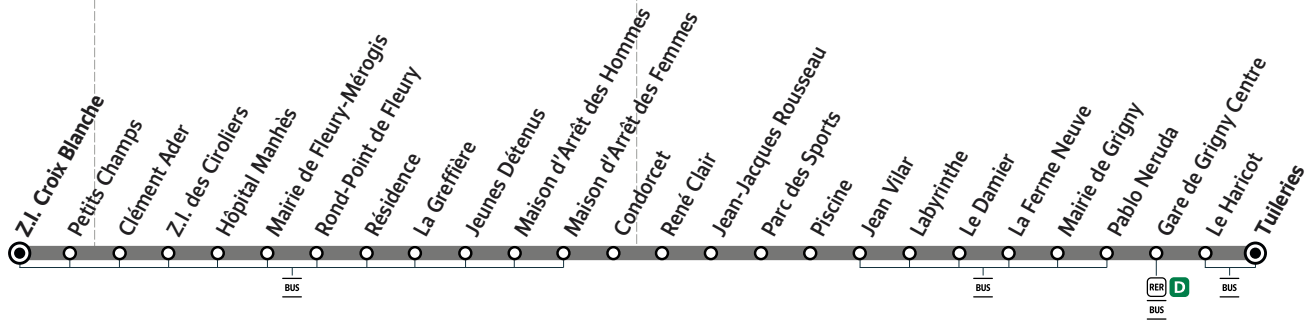 Z.I. Croix Blanche
Petits Champs
Clément Ader
Z.I. des Ciroliers
Hôpital Manhès
Mairie de Fleury-Mérogis
Rond-Point de Fleury
Résidence
La Greffière
Jeunes Détenus
Maison d'Arrêt des Hommes
Maison d'Arrêt des Femmes
Condorcet
René Clair
Jean-Jacques Rousseau
Parc des Sports
Piscine
Jean Vilar
Labyrinthe
Le Damier
La Ferme Neuve
Mairie de Grigny
Pablo Neruda
Gare de Grigny Centre
Le Haricot
Tuileries
BUS
BUS
RER D
BUS
BUS